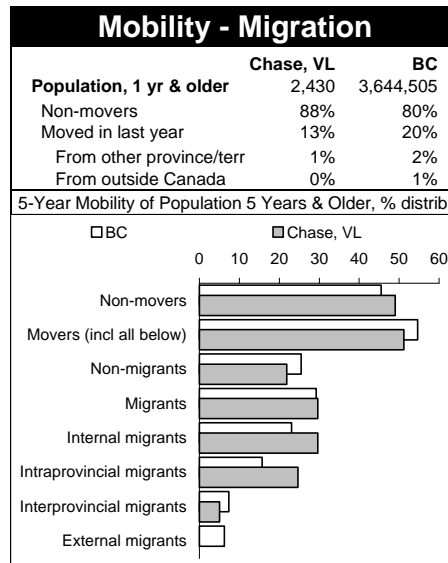 Mobility - Migration
Chase, VL BC
Population, 1 yr & older 2,430 3,644,505
Non-movers 88% 80%
Moved in last year 13% 20%
From other province/terr 1% 2%
From outside Canada 0% 1%
5-Year Mobility of Population 5 Years & Older, % distrib
BC Chase, VL
0 10 20 30 40 50 60
Non-movers
Movers (incl all below)
Non-migrants
Migrants
Internal migrants
Intraprovincial migrants
Interprovincial migrants
External migrants